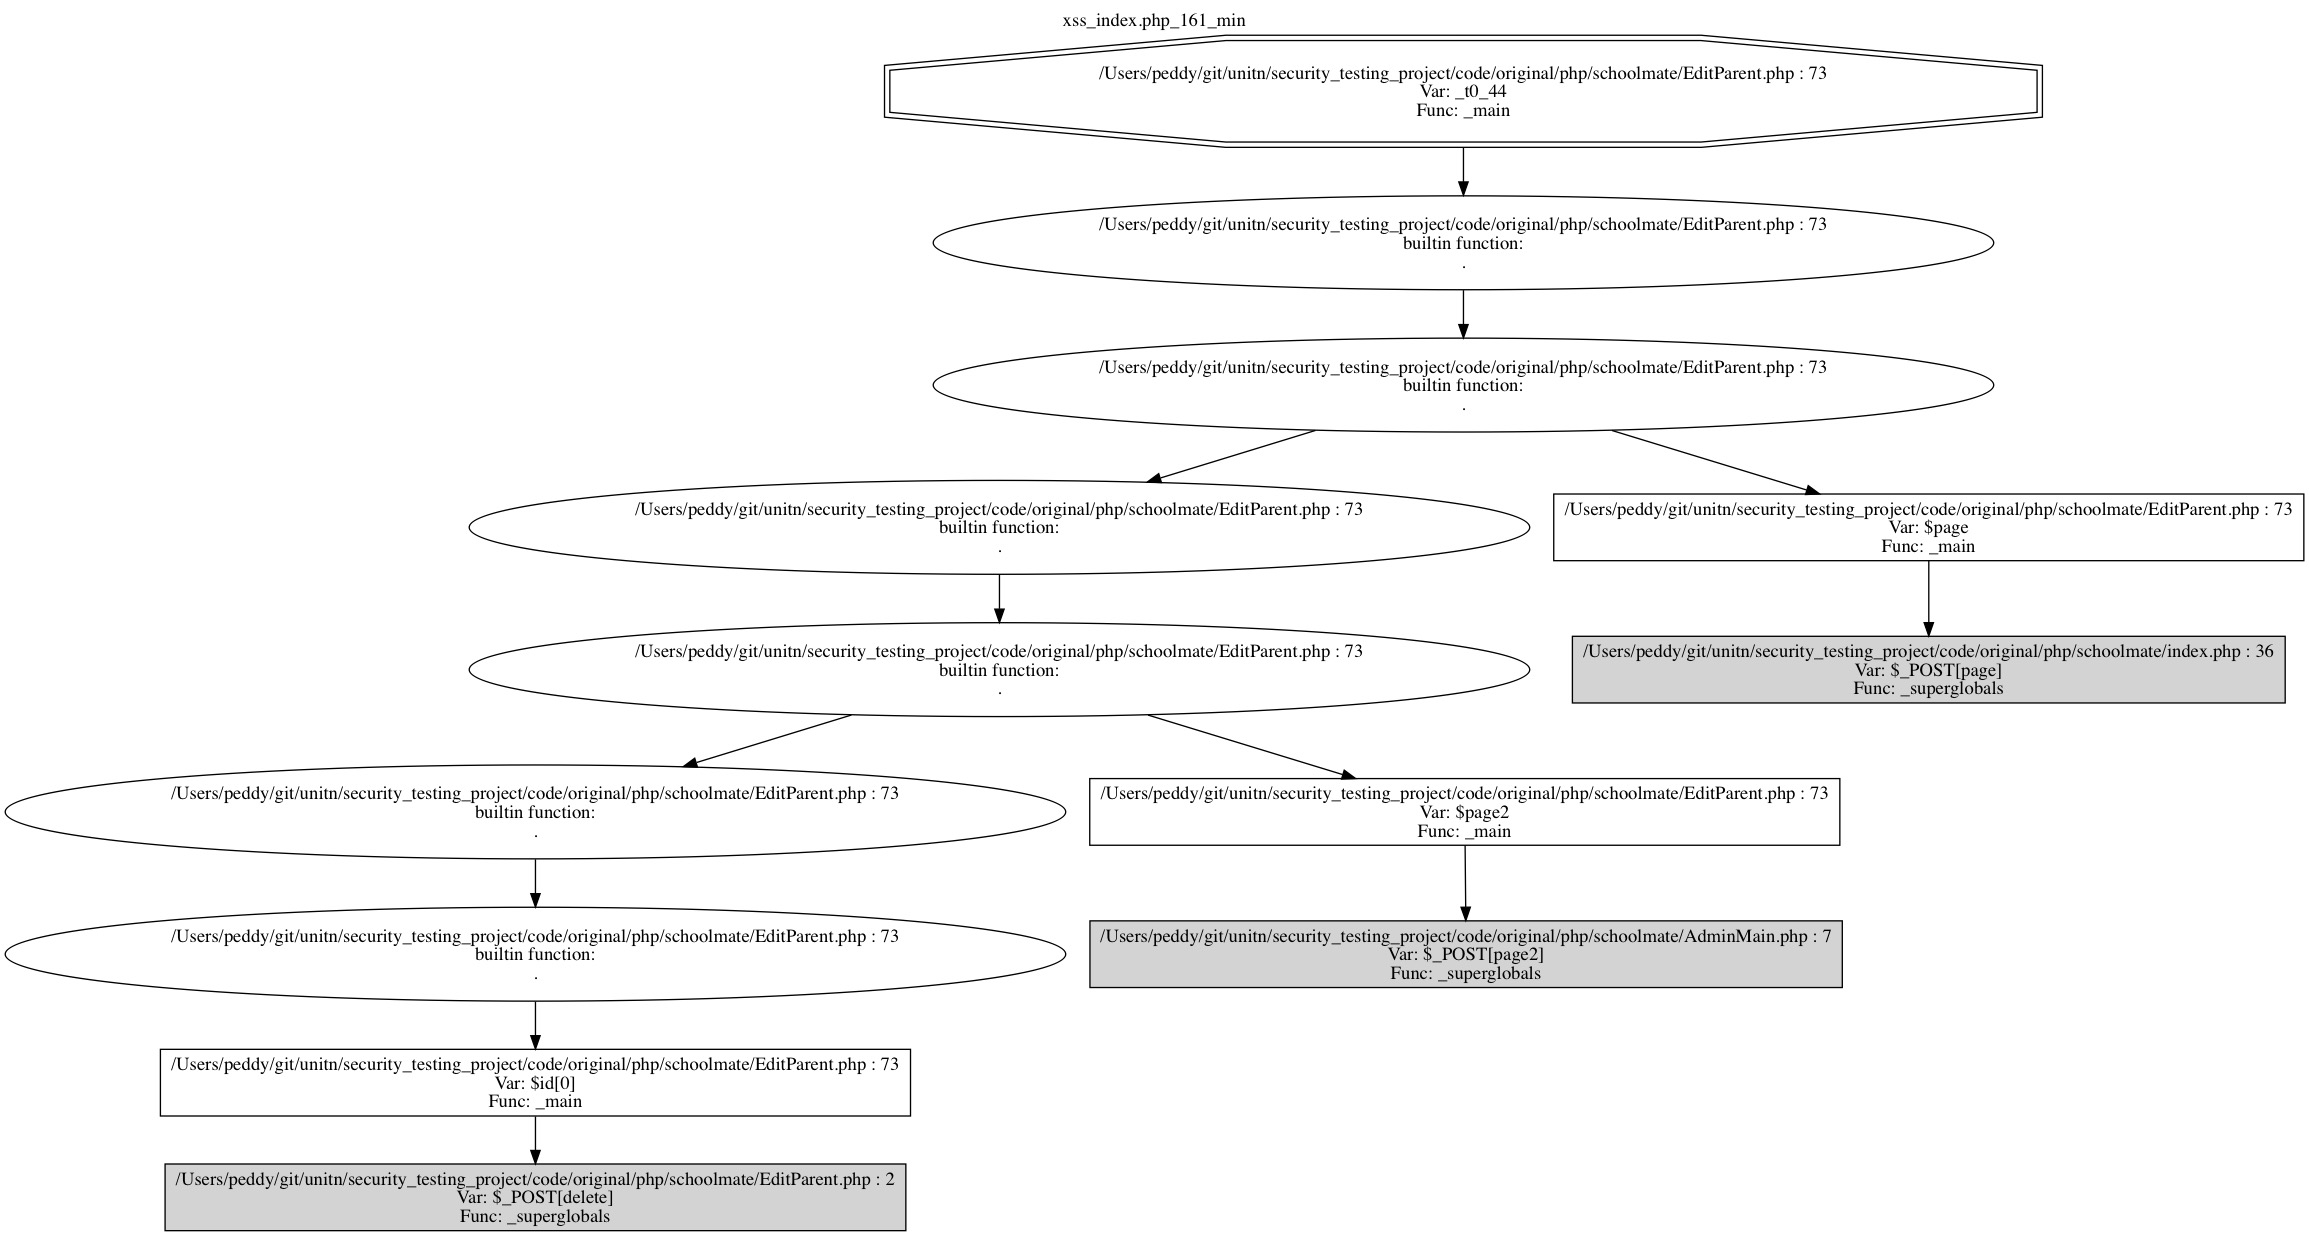 xss_index.php_161_min
/Users/peddy/git/unitn/security_testing_project/code/original/php/schoolmate/EditParent.php : 73
Var: _t0_44
Func: _main
/Users/peddy/git/unitn/security_testing_project/code/original/php/schoolmate/EditParent.php : 73
builtin function:
.
/Users/peddy/git/unitn/security_testing_project/code/original/php/schoolmate/EditParent.php : 73
builtin function:
.
/Users/peddy/git/unitn/security_testing_project/code/original/php/schoolmate/EditParent.php : 73
builtin function:
.
/Users/peddy/git/unitn/security_testing_project/code/original/php/schoolmate/EditParent.php : 73
Var: $page
Func: _main
/Users/peddy/git/unitn/security_testing_project/code/original/php/schoolmate/EditParent.php : 73
builtin function:
.
/Users/peddy/git/unitn/security_testing_project/code/original/php/schoolmate/index.php : 36
Var: $_POST[page]
Func: _superglobals
/Users/peddy/git/unitn/security_testing_project/code/original/php/schoolmate/EditParent.php : 73
builtin function:
.
/Users/peddy/git/unitn/security_testing_project/code/original/php/schoolmate/EditParent.php : 73
Var: $page2
Func: _main
/Users/peddy/git/unitn/security_testing_project/code/original/php/schoolmate/EditParent.php : 73
builtin function:
.
/Users/peddy/git/unitn/security_testing_project/code/original/php/schoolmate/AdminMain.php : 7
Var: $_POST[page2]
Func: _superglobals
/Users/peddy/git/unitn/security_testing_project/code/original/php/schoolmate/EditParent.php : 73
Var: $id[0]
Func: _main
/Users/peddy/git/unitn/security_testing_project/code/original/php/schoolmate/EditParent.php : 2
Var: $_POST[delete]
Func: _superglobals